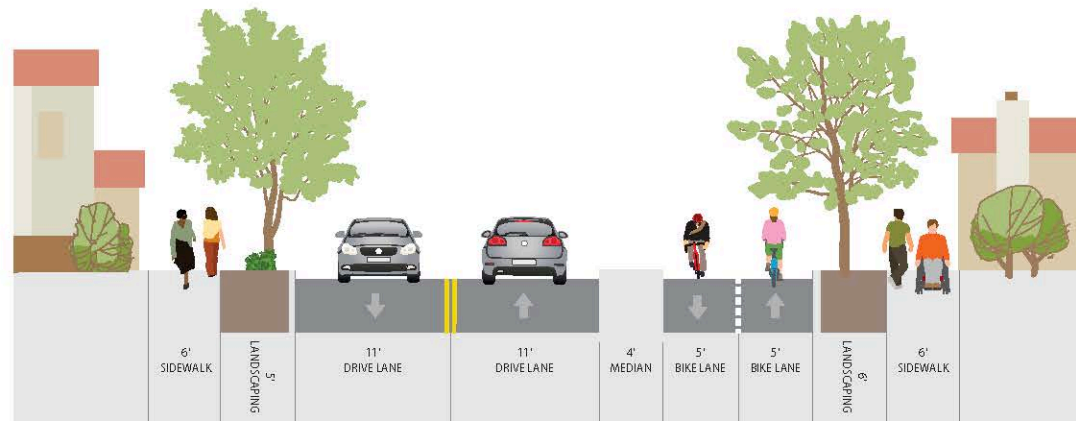 6'
SIDEWALK
5'
LANDSCAPING
11'
DRIVE LANE
11'
DRIVE LANE
4'
MEDIAN
5'
BIKE LANE
5'
BIKE LANE
6'
LANDSCAPING
6'
SIDEWALK